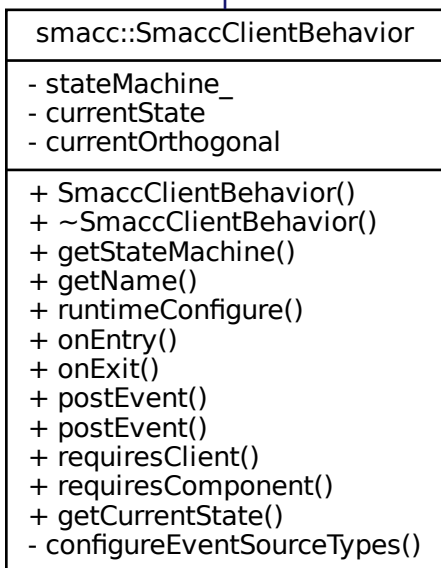 smacc::SmaccClientBehavior
- stateMachine_
- currentState
- currentOrthogonal
+ SmaccClientBehavior()
+ ~SmaccClientBehavior()
+ getStateMachine()
+ getName()
+ runtimeConfigure()
+ onEntry()
+ onExit()
+ postEvent()
+ postEvent()
+ requiresClient()
+ requiresComponent()
+ getCurrentState()
- configureEventSourceTypes()